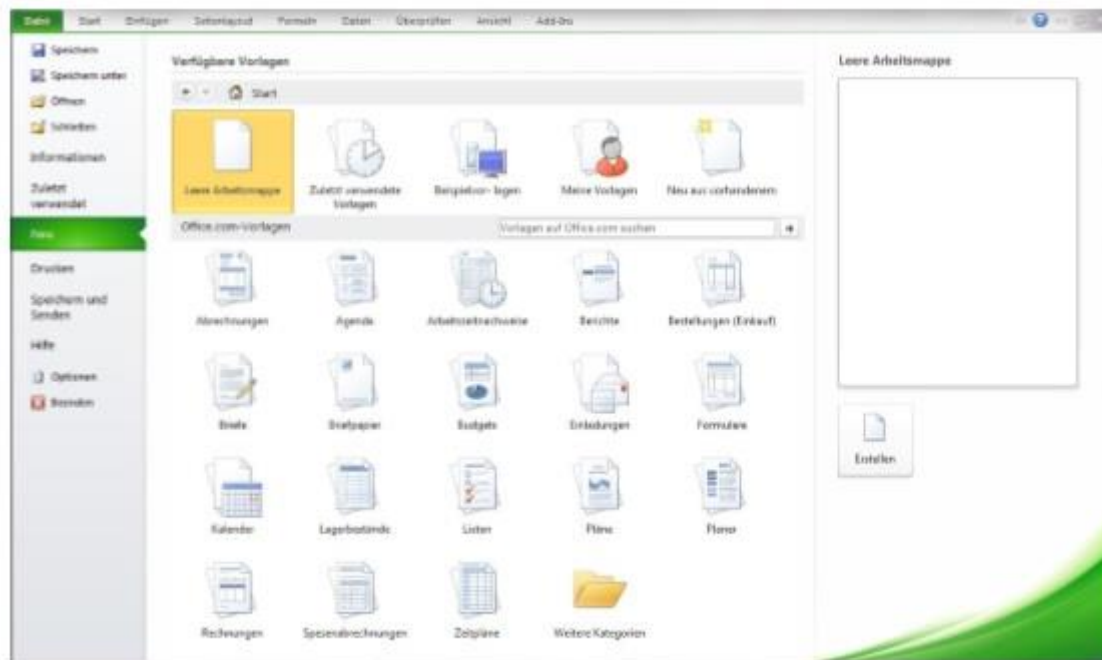 Datei Start Einfügen Seitenlayout Formeln Daten Überprüfen Ansicht Add-Ins
Speichern
Speichern unter
Öffnen
Schließen
Informationen
Zuletzt
verwendet
Neu
Drucken
Speichern und
Senden
Hilfe
Optionen
Beenden
Verfügbare Vorlagen
Start
Leere Arbeitsmappe
Zuletzt verwendete
Vorlagen
Beispielvor- lagen
Meine Vorlagen
Neu aus vorhandenem
Office.com-Vorlagen
Vorlagen auf Office.com suchen
Abrechnungen
Agenda
Arbeitszeitnachweise
Berichte
Bestellungen (Einkauf)
Briefe
Briefpapier
Budgets
Einladungen
Formulare
Kalender
Lagerbestände
Listen
Pläne
Planer
Rechnungen
Spesenabrechnungen
Zeitpläne
Weitere Kategorien
Leere Arbeitsmappe
Erstellen